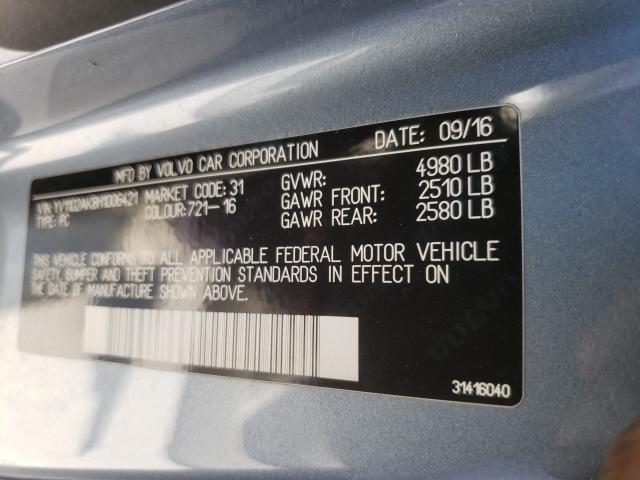 MFD BY VOLVO CAR CORPORATION DATE: 09/16
VIN: YV1102AK8H1006421 MARKET CODE: 31 GVWR: 4980 LB
TYPE: PC COLOUR: 721-16 GAWR FRONT: 2510 LB
GAWR REAR: 2580 LB
THIS VEHICLE CONFORMS TO ALL APPLICABLE FEDERAL MOTOR VEHICLE
SAFETY, BUMPER AND THEFT PREVENTION STANDARDS IN EFFECT ON
THE DATE OF MANUFACTURE SHOWN ABOVE.
31416040